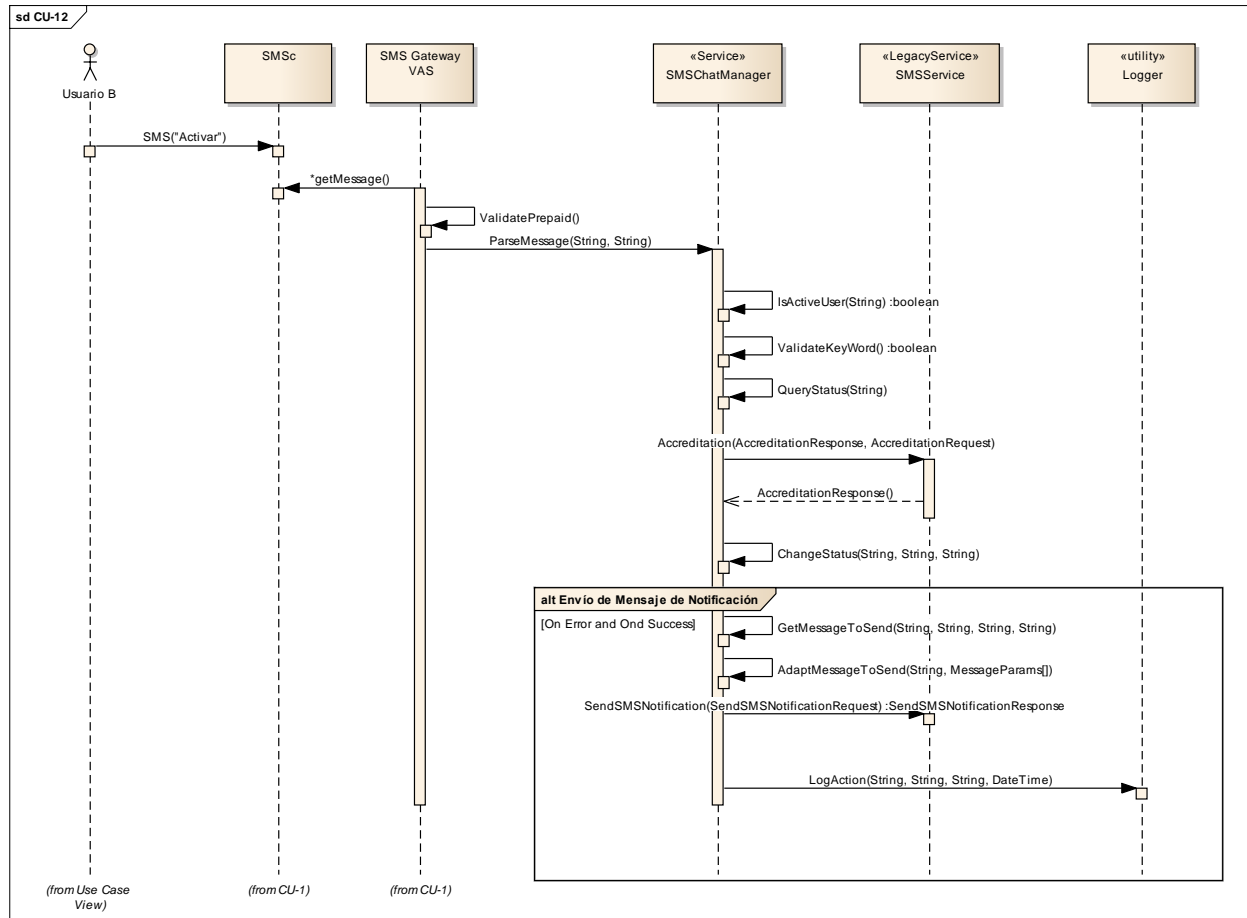 sd CU-12
Usuario B
SMSc
SMS Gateway
VAS
«Service»
SMSChatManager
«LegacyService»
SMSService
«utility»
Logger
SMS("Activar")
*getMessage()
ValidatePrepaid()
ParseMessage(String, String)
IsActiveUser(String) :boolean
ValidateKeyWord() :boolean
QueryStatus(String)
Accreditation(AccreditationResponse, AccreditationRequest)
AccreditationResponse()
ChangeStatus(String, String, String)
alt Envío de Mensaje de Notificación
[On Error and Ond Success]
GetMessageToSend(String, String, String, String)
AdaptMessageToSend(String, MessageParams[])
SendSMSNotification(SendSMSNotificationRequest) :SendSMSNotificationResponse
LogAction(String, String, String, DateTime)
(from Use Case
View)
(from CU-1)
(from CU-1)